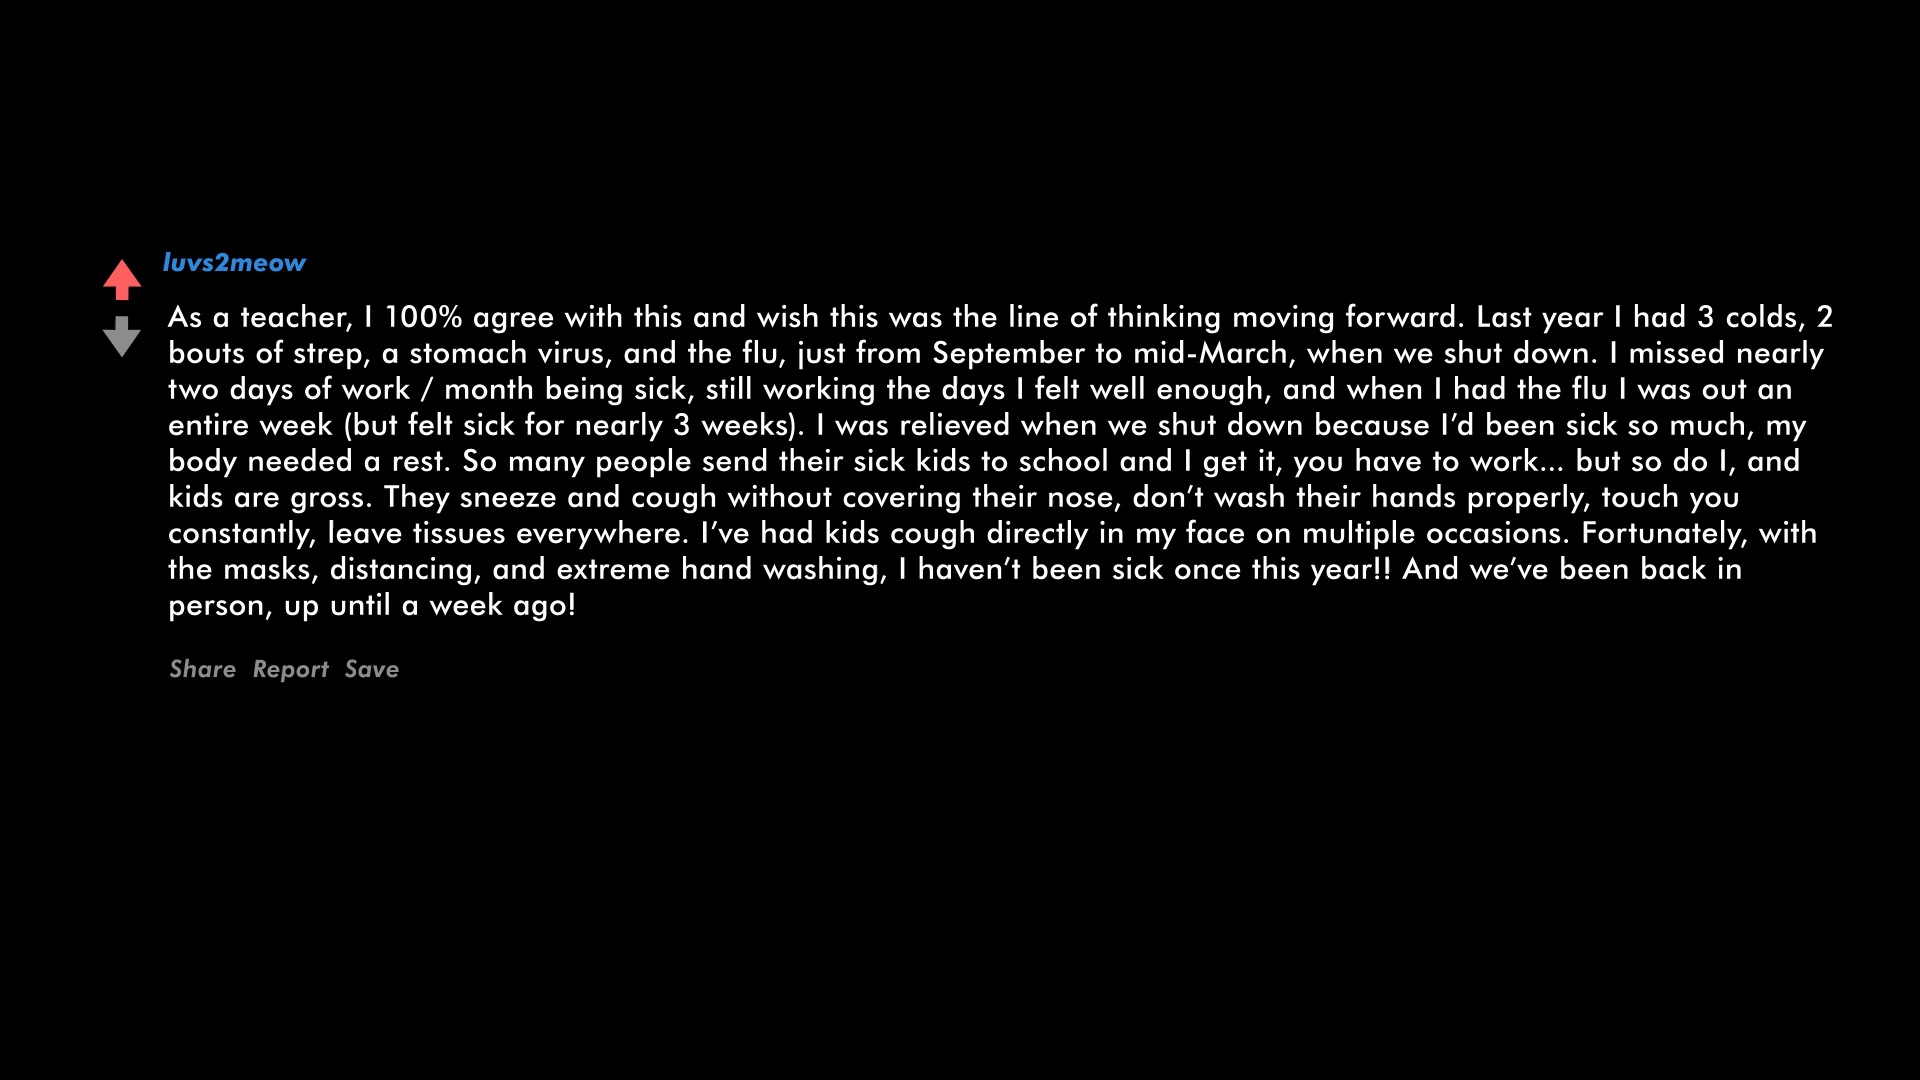 luvs2meow
As a teacher, I 100% agree with this and wish this was the line of thinking moving forward. Last year I had 3 colds, 2
bouts of strep, a stomach virus, and the flu, just from September to mid-March, when we shut down. I missed nearly
two days of work / month being sick, still working the days I felt well enough, and when I had the flu I was out an
entire week (but felt sick for nearly 3 weeks). I was relieved when we shut down because I’d been sick so much, my
body needed a rest. So many people send their sick kids to school and I get it, you have to work... but so do I, and
kids are gross. They sneeze and cough without covering their nose, don’t wash their hands properly, touch you
constantly, leave tissues everywhere. I’ve had kids cough directly in my face on multiple occasions. Fortunately, with
the masks, distancing, and extreme hand washing, I haven’t been sick once this year!! And we’ve been back in
person, up until a week ago!
Share Report Save